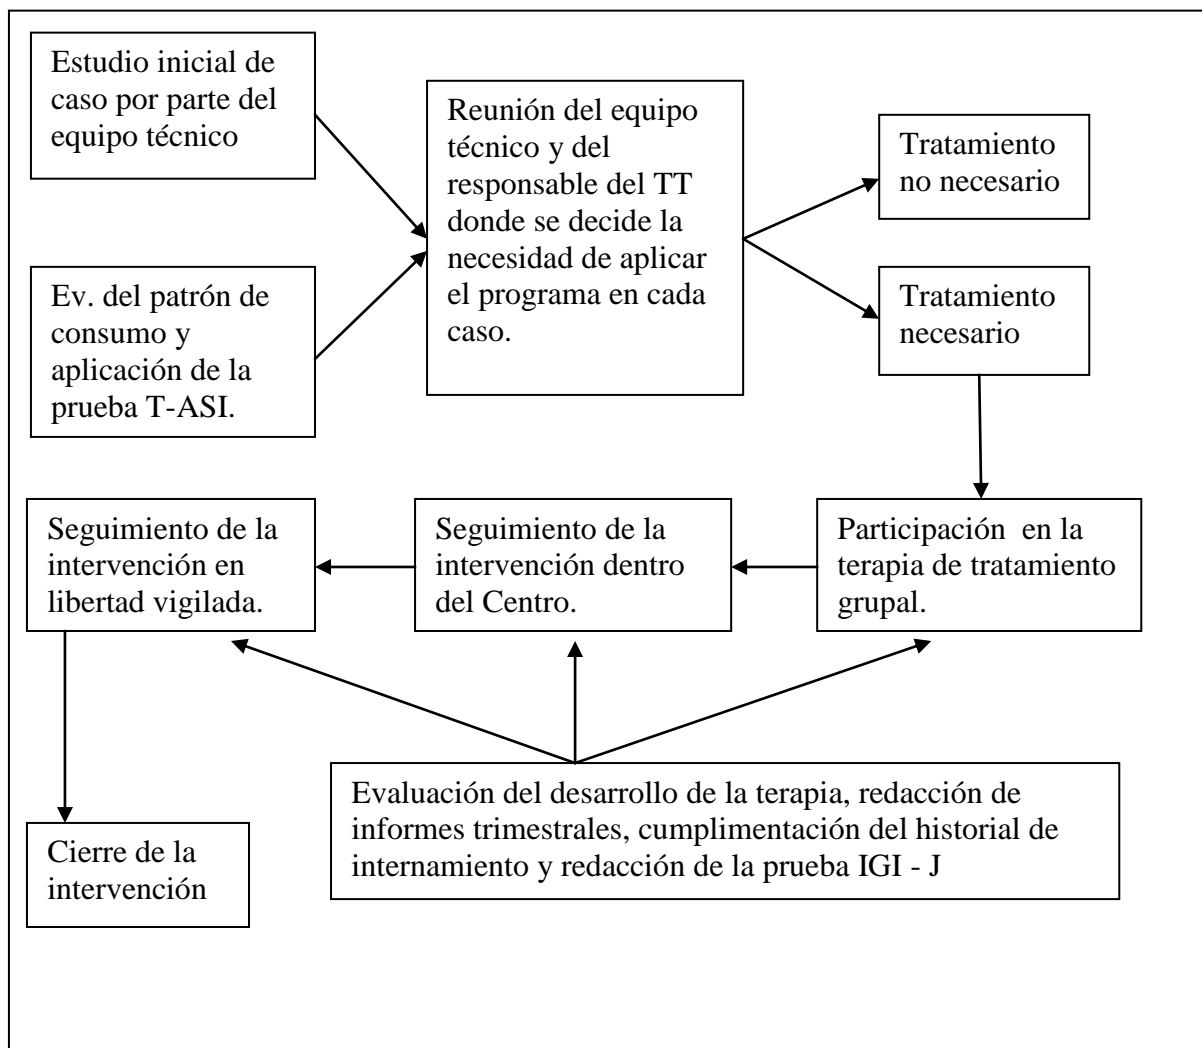 Estudio inicial de
caso por parte del
equipo técnico
Ev. del patrón de
consumo y
aplicación de la
prueba T-ASI.
Reunión del equipo
técnico y del
responsable del TT
donde se decide la
necesidad de aplicar
el programa en cada
caso.
Tratamiento
no necesario
Tratamiento
necesario
Participación en la
terapia de tratamiento
grupal.
Seguimiento de la
intervención dentro
del Centro.
Seguimiento de la
intervención en
libertad vigilada.
Evaluación del desarrollo de la terapia, redacción de
informes trimestrales, cumplimentación del historial de
internamiento y redacción de la prueba IGI - J
Cierre de la
intervención